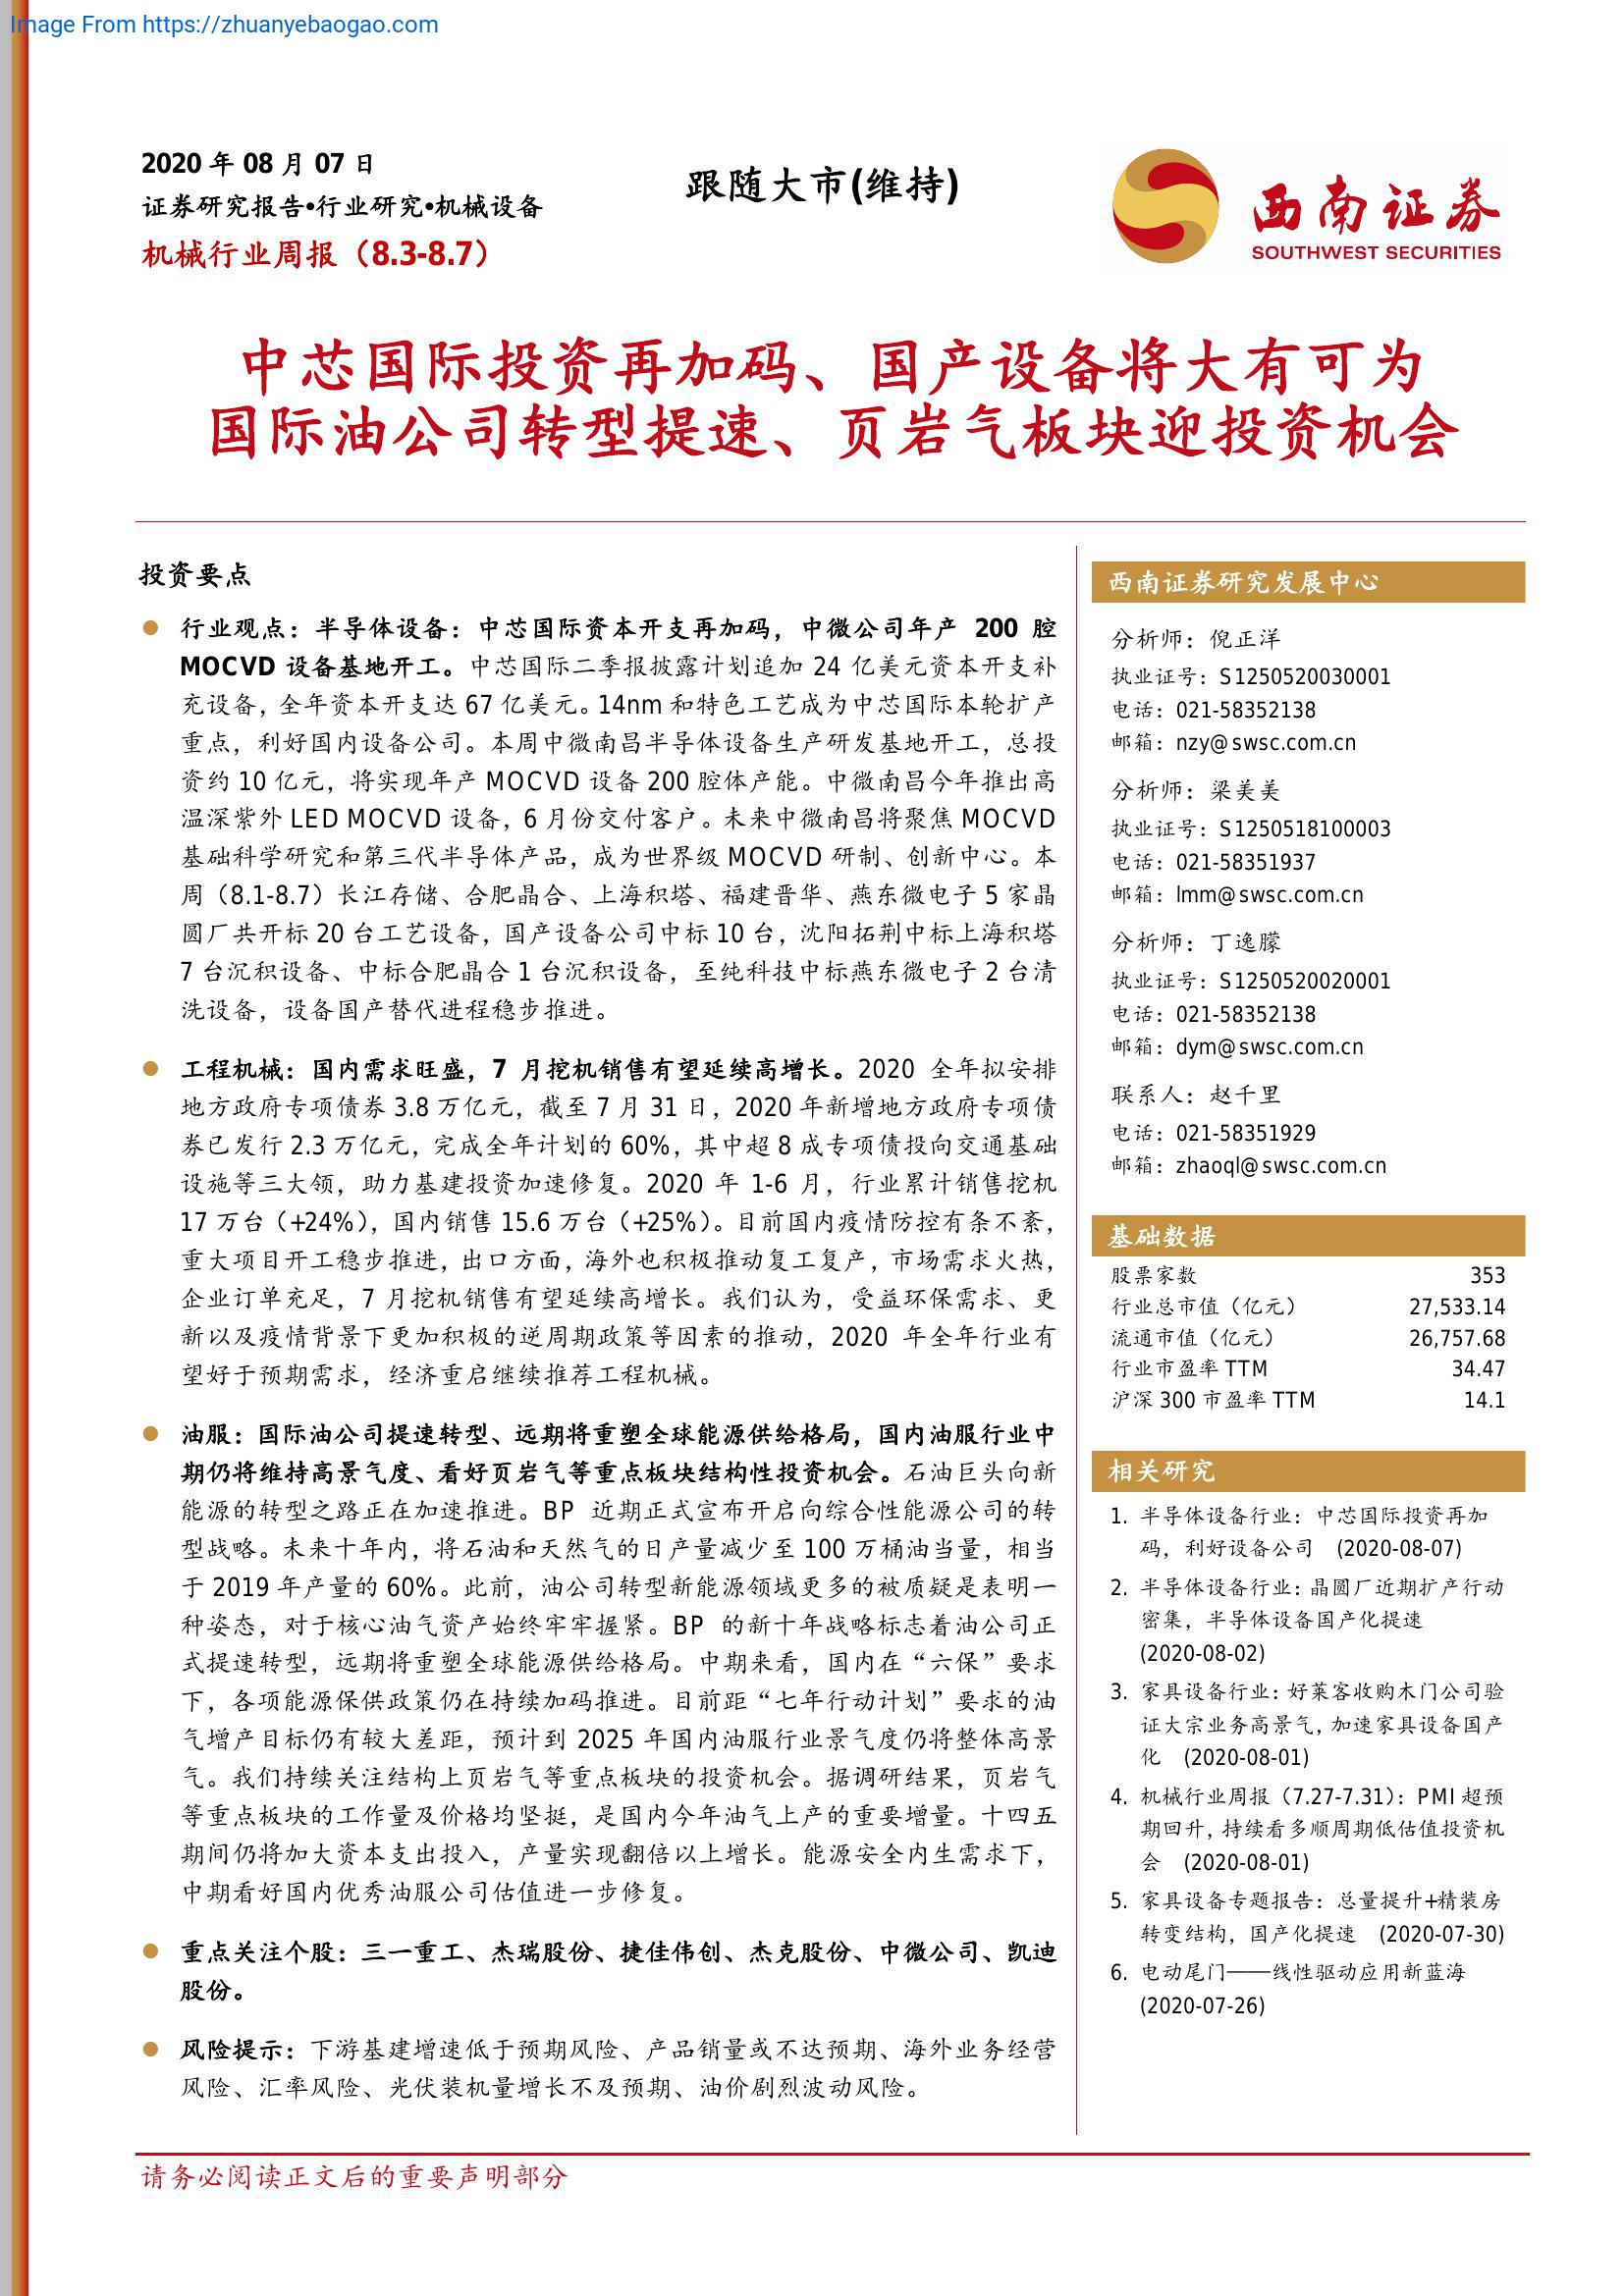 Image From https://zhuanyebaogao.com
2020 年 08 月 07 日
证券研究报告•行业研究•机械设备
机械行业周报（8.3-8.7）
跟随大市(维持)
西南证券
SOUTHWEST SECURITIES
中芯国际投资再加码、国产设备将大有可为
国际油公司转型提速、页岩气板块迎投资机会
投资要点
行业观点：半导体设备：中芯国际资本开支再加码，中微公司年产 200 腔
MOCVD 设备基地开工。中芯国际二季报披露计划追加 24 亿美元资本开支补
充设备，全年资本开支达 67 亿美元。14nm 和特色工艺成为中芯国际本轮扩产
重点，利好国内设备公司。本周中微南昌半导体设备生产研发基地开工，总投
资约 10 亿元，将实现年产 MOCVD 设备 200 腔体产能。中微南昌今年推出高
温深紫外 LED MOCVD 设备，6 月份交付客户。未来中微南昌将聚焦 MOCVD
基础科学研究和第三代半导体产品，成为世界级 MOCVD 研制、创新中心。本
周（8.1-8.7）长江存储、合肥晶合、上海积塔、福建晋华、燕东微电子 5 家晶
圆厂共开标 20 台工艺设备，国产设备公司中标 10 台，沈阳拓荆中标上海积塔
7 台沉积设备、中标合肥晶合 1 台沉积设备，至纯科技中标燕东微电子 2 台清
洗设备，设备国产替代进程稳步推进。
工程机械：国内需求旺盛，7 月挖机销售有望延续高增长。2020 全年拟安排
地方政府专项债券 3.8 万亿元，截至 7 月 31 日，2020 年新增地方政府专项债
券已发行 2.3 万亿元，完成全年计划的 60%，其中超 8 成专项债投向交通基础
设施等三大领，助力基建投资加速修复。2020 年 1-6 月，行业累计销售挖机
17 万台（+24%），国内销售 15.6 万台（+25%）。目前国内疫情防控有条不紊，
重大项目开工稳步推进，出口方面，海外也积极推动复工复产，市场需求火热，
企业订单充足，7 月挖机销售有望延续高增长。我们认为，受益环保需求、更
新以及疫情背景下更加积极的逆周期政策等因素的推动，2020 年全年行业有
望好于预期需求，经济重启继续推荐工程机械。
油服：国际油公司提速转型、远期将重塑全球能源供给格局，国内油服行业中
期仍将维持高景气度、看好页岩气等重点板块结构性投资机会。石油巨头向新
能源的转型之路正在加速推进。BP 近期正式宣布开启向综合性能源公司的转
型战略。未来十年内，将石油和天然气的日产量减少至 100 万桶油当量，相当
于 2019 年产量的 60%。此前，油公司转型新能源领域更多的被质疑是表明一
种姿态，对于核心油气资产始终牢牢握紧。BP 的新十年战略标志着油公司正
式提速转型，远期将重塑全球能源供给格局。中期来看，国内在“六保”要求
下，各项能源保供政策仍在持续加码推进。目前距“七年行动计划”要求的油
气增产目标仍有较大差距，预计到 2025 年国内油服行业景气度仍将整体高景
气。我们持续关注结构上页岩气等重点板块的投资机会。据调研结果，页岩气
等重点板块的工作量及价格均坚挺，是国内今年油气上产的重要增量。十四五
期间仍将加大资本支出投入，产量实现翻倍以上增长。能源安全内生需求下，
中期看好国内优秀油服公司估值进一步修复。
重点关注个股：三一重工、杰瑞股份、捷佳伟创、杰克股份、中微公司、凯迪
股份。
风险提示：下游基建增速低于预期风险、产品销量或不达预期、海外业务经营
风险、汇率风险、光伏装机量增长不及预期、油价剧烈波动风险。
西南证券研究发展中心
分析师：倪正洋
执业证号：S1250520030001
电话：021-58352138
邮箱：nzy@swsc.com.cn
分析师：梁美美
执业证号：S1250518100003
电话：021-58351937
邮箱：lmm@swsc.com.cn
分析师：丁逸朦
执业证号：S1250520020001
电话：021-58352138
邮箱：dym@swsc.com.cn
联系人：赵千里
电话：021-58351929
邮箱：zhaoql@swsc.com.cn
基础数据
股票家数 353
行业总市值（亿元） 27,533.14
流通市值（亿元） 26,757.68
行业市盈率 TTM 34.47
沪深 300 市盈率 TTM 14.1
相关研究
1. 半导体设备行业：中芯国际投资再加
码，利好设备公司 (2020-08-07)
2. 半导体设备行业：晶圆厂近期扩产行动
密集，半导体设备国产化提速
(2020-08-02)
3. 家具设备行业：好莱客收购木门公司验
证大宗业务高景气，加速家具设备国产
化 (2020-08-01)
4. 机械行业周报（7.27-7.31）：PMI 超预
期回升，持续看多顺周期低估值投资机
会 (2020-08-01)
5. 家具设备专题报告：总量提升+精装房
转变结构，国产化提速 (2020-07-30)
6. 电动尾门——线性驱动应用新蓝海
(2020-07-26)
请务必阅读正文后的重要声明部分